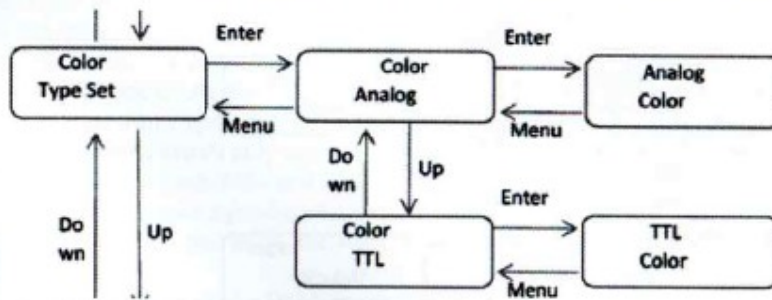 Enter
Enter
Color
Type Set
Color
Analog
Analog
Color
Menu
Menu
Do
wn
Up
Enter
Do
wn
Up
Color
TTL
TTL
Color
Menu